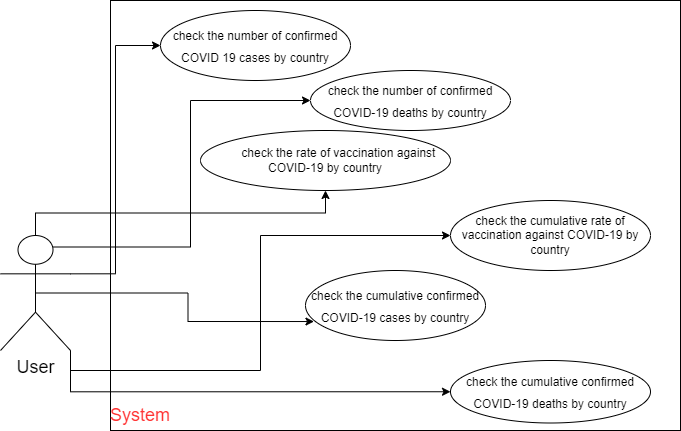 check the number of confirmed
COVID 19 cases by country
check the number of confirmed
COVID-19 deaths by country
check the rate of vaccination against
COVID-19 by country
check the cumulative rate of
vaccination against COVID-19 by
country
check the cumulative confirmed
COVID-19 cases by country
User
check the cumulative confirmed
COVID-19 deaths by country
System